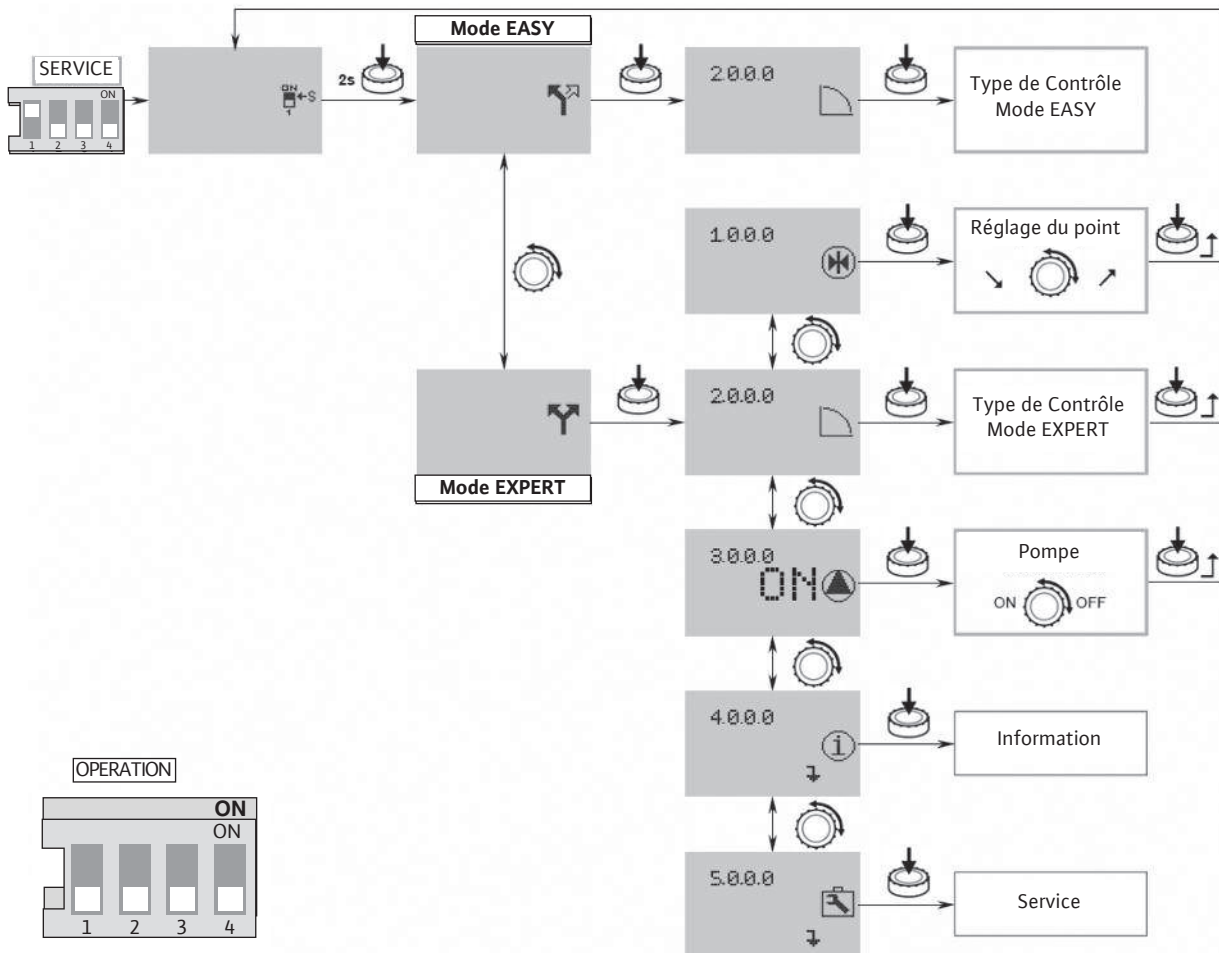 Mode EASY
SERVICE
ON
1 2 3 4
ON
S
1
2s
2.0.0.0
Type de Contrôle
Mode EASY
1.0.0.0
Réglage du point
2.0.0.0
Type de Contrôle
Mode EXPERT
Mode EXPERT
3.0.0.0
ON
Pompe
ON OFF
4.0.0.0
i
Information
OPERATION
ON
ON
1 2 3 4
5.0.0.0
Service